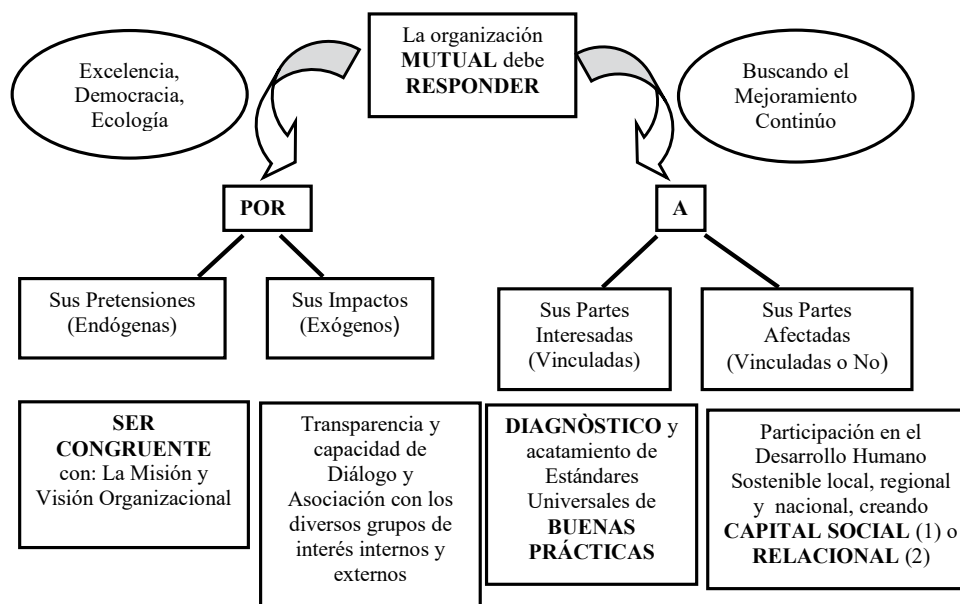 La organización
MUTUAL debe
RESPONDER
Excelencia,
Democracia,
Ecología
Buscando el
Mejoramiento
Continúo
POR
A
Sus Pretensiones
(Endógenas)
Sus Impactos
(Exógenos)
Sus Partes
Interesadas
(Vinculadas)
Sus Partes
Afectadas
(Vinculadas o No)
SER
CONGRUENTE
con: La Misión y
Visión Organizacional
Transparencia y
capacidad de
Diálogo y
Asociación con los
diversos grupos de
interés internos y
externos
DIAGNÒSTICO y
acatamiento de
Estándares
Universales de
BUENAS
PRÁCTICAS
Participación en el
Desarrollo Humano
Sostenible local, regional
y nacional, creando
CAPITAL SOCIAL (1) o
RELACIONAL (2)